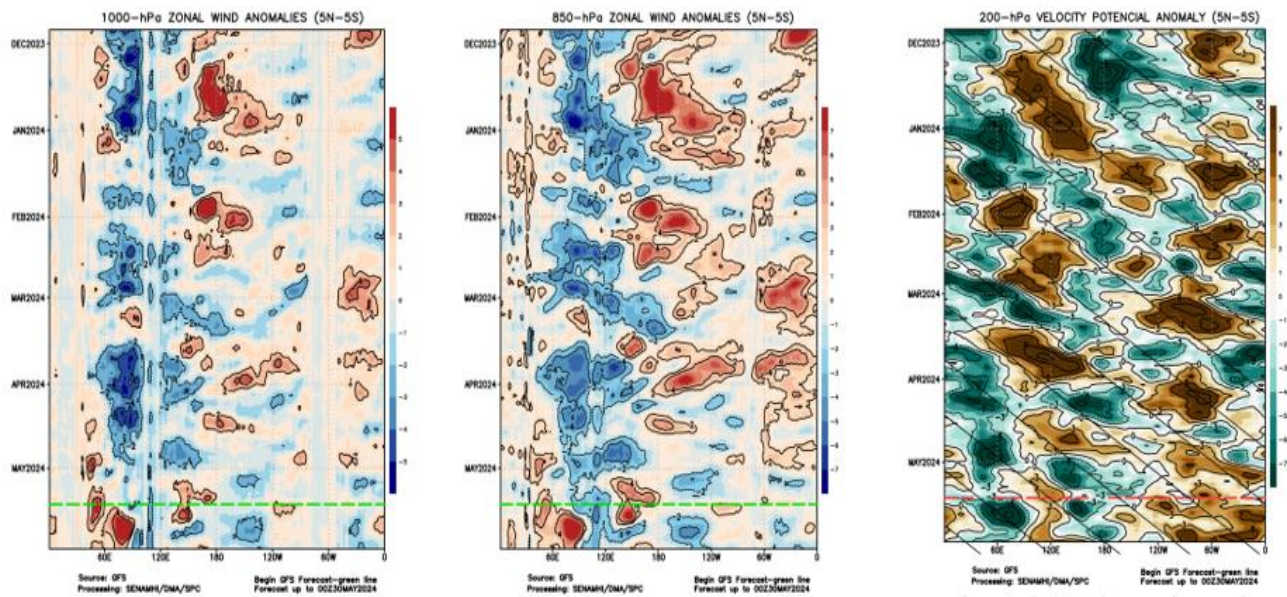 1000-hPa ZONAL WIND ANOMALIES (5N-5S)
DEC2023
JAN2024
FEB2024
MAR2024
APR2024
MAY2024
60E 120E 180 120W 60W 0
Source: GFS
Processing: SENAMHI/DMA/SPC
Begin GFS Forecast-green line
Forecast up to 00Z30MAY2024
850-hPa ZONAL WIND ANOMALIES (5N-5S)
DEC2023
JAN2024
FEB2024
MAR2024
APR2024
MAY2024
60E 120E 180 120W 60W 0
Source: GFS
Processing: SENAMHI/DMA/SPC
Begin GFS Forecast-green line
Forecast up to 00Z30MAY2024
200-hPa VELOCITY POTENCIAL ANOMALY (5N-5S)
DEC2023
JAN2024
FEB2024
MAR2024
APR2024
MAY2024
60E 120E 180 120W 60W 0
Source: GFS
Processing: SENAMHI/DMA/SPC
Begin GFS Forecast-green line
Forecast up to 00Z30MAY2024